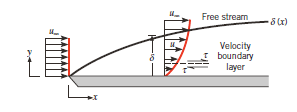 u∞
u∞
Free stream
δ(x)
y
δ
u
τ
τ
Velocity
boundary
layer
x